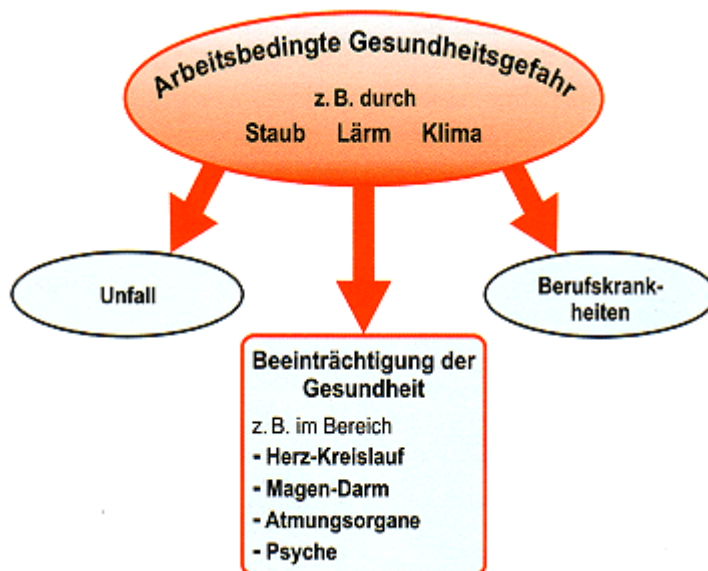 Arbeitsbedingte Gesundheitsgefahr
z. B. durch
Staub Lärm Klima
Unfall
Berufskrank-
heiten
Beeinträchtigung der
Gesundheit
z. B. im Bereich
- Herz-Kreislauf
- Magen-Darm
- Atmungsorgane
- Psyche